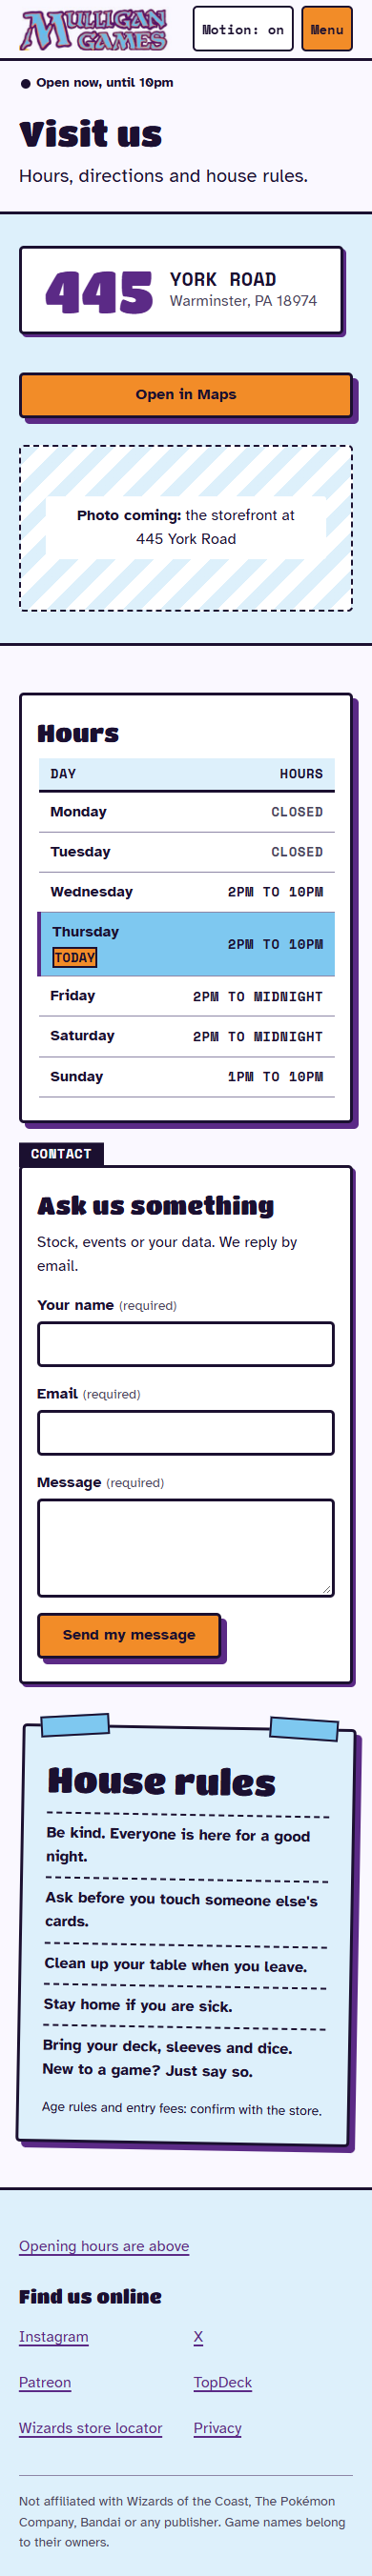 MULLIGAN
GAMES
Motion: on
Menu
Open now, until 10pm
Visit us
Hours, directions and house rules.
445
YORK ROAD
Warminster, PA 18974
Open in Maps
Photo coming: the storefront at
445 York Road
Hours
DAY HOURS
Monday CLOSED
Tuesday CLOSED
Wednesday 2PM TO 10PM
Thursday 2PM TO 10PM
TODAY
Friday 2PM TO MIDNIGHT
Saturday 2PM TO MIDNIGHT
Sunday 1PM TO 10PM
CONTACT
Ask us something
Stock, events or your data. We reply by
email.
Your name (required)
Email (required)
Message (required)
Send my message
House rules
Be kind. Everyone is here for a good
night.
Ask before you touch someone else's
cards.
Clean up your table when you leave.
Stay home if you are sick.
Bring your deck, sleeves and dice.
New to a game? Just say so.
Age rules and entry fees: confirm with the store.
Opening hours are above
Find us online
Instagram X
Patreon TopDeck
Wizards store locator Privacy
Not affiliated with Wizards of the Coast, The Pokémon
Company, Bandai or any publisher. Game names belong
to their owners.